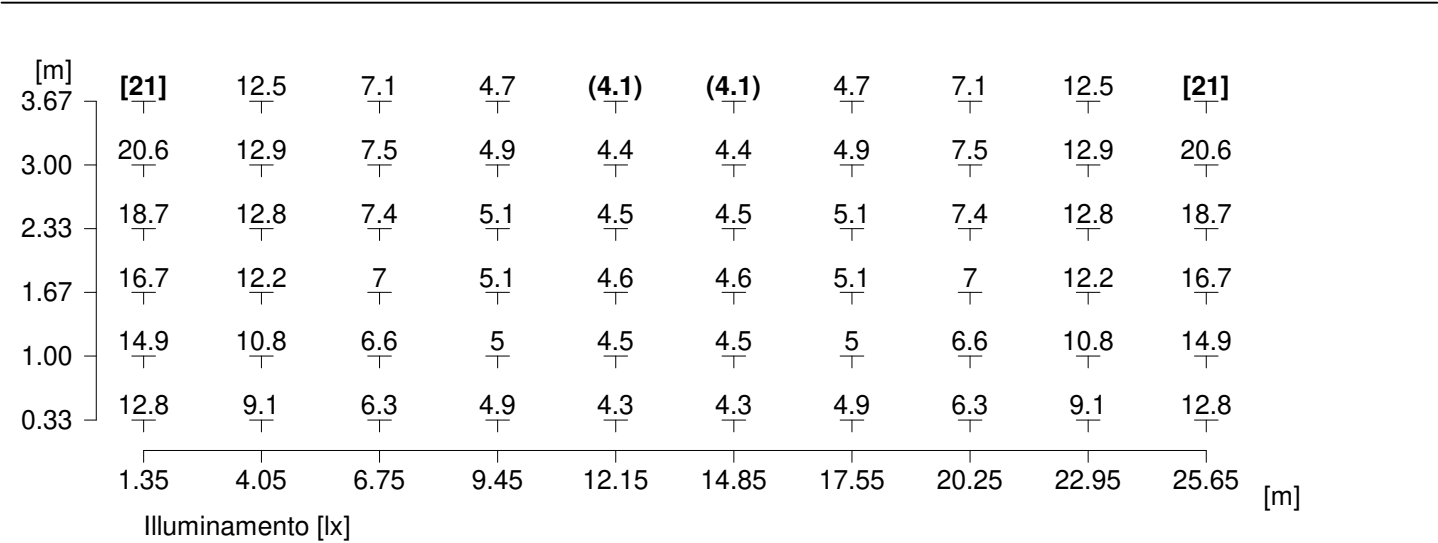 [m]
3.67 [21] 12.5 7.1 4.7 (4.1) (4.1) 4.7 7.1 12.5 [21]
3.00 20.6 12.9 7.5 4.9 4.4 4.4 4.9 7.5 12.9 20.6
2.33 18.7 12.8 7.4 5.1 4.5 4.5 5.1 7.4 12.8 18.7
1.67 16.7 12.2 7 5.1 4.6 4.6 5.1 7 12.2 16.7
1.00 14.9 10.8 6.6 5 4.5 4.5 5 6.6 10.8 14.9
0.33 12.8 9.1 6.3 4.9 4.3 4.3 4.9 6.3 9.1 12.8
1.35 4.05 6.75 9.45 12.15 14.85 17.55 20.25 22.95 25.65 [m]
Illuminamento [lx]